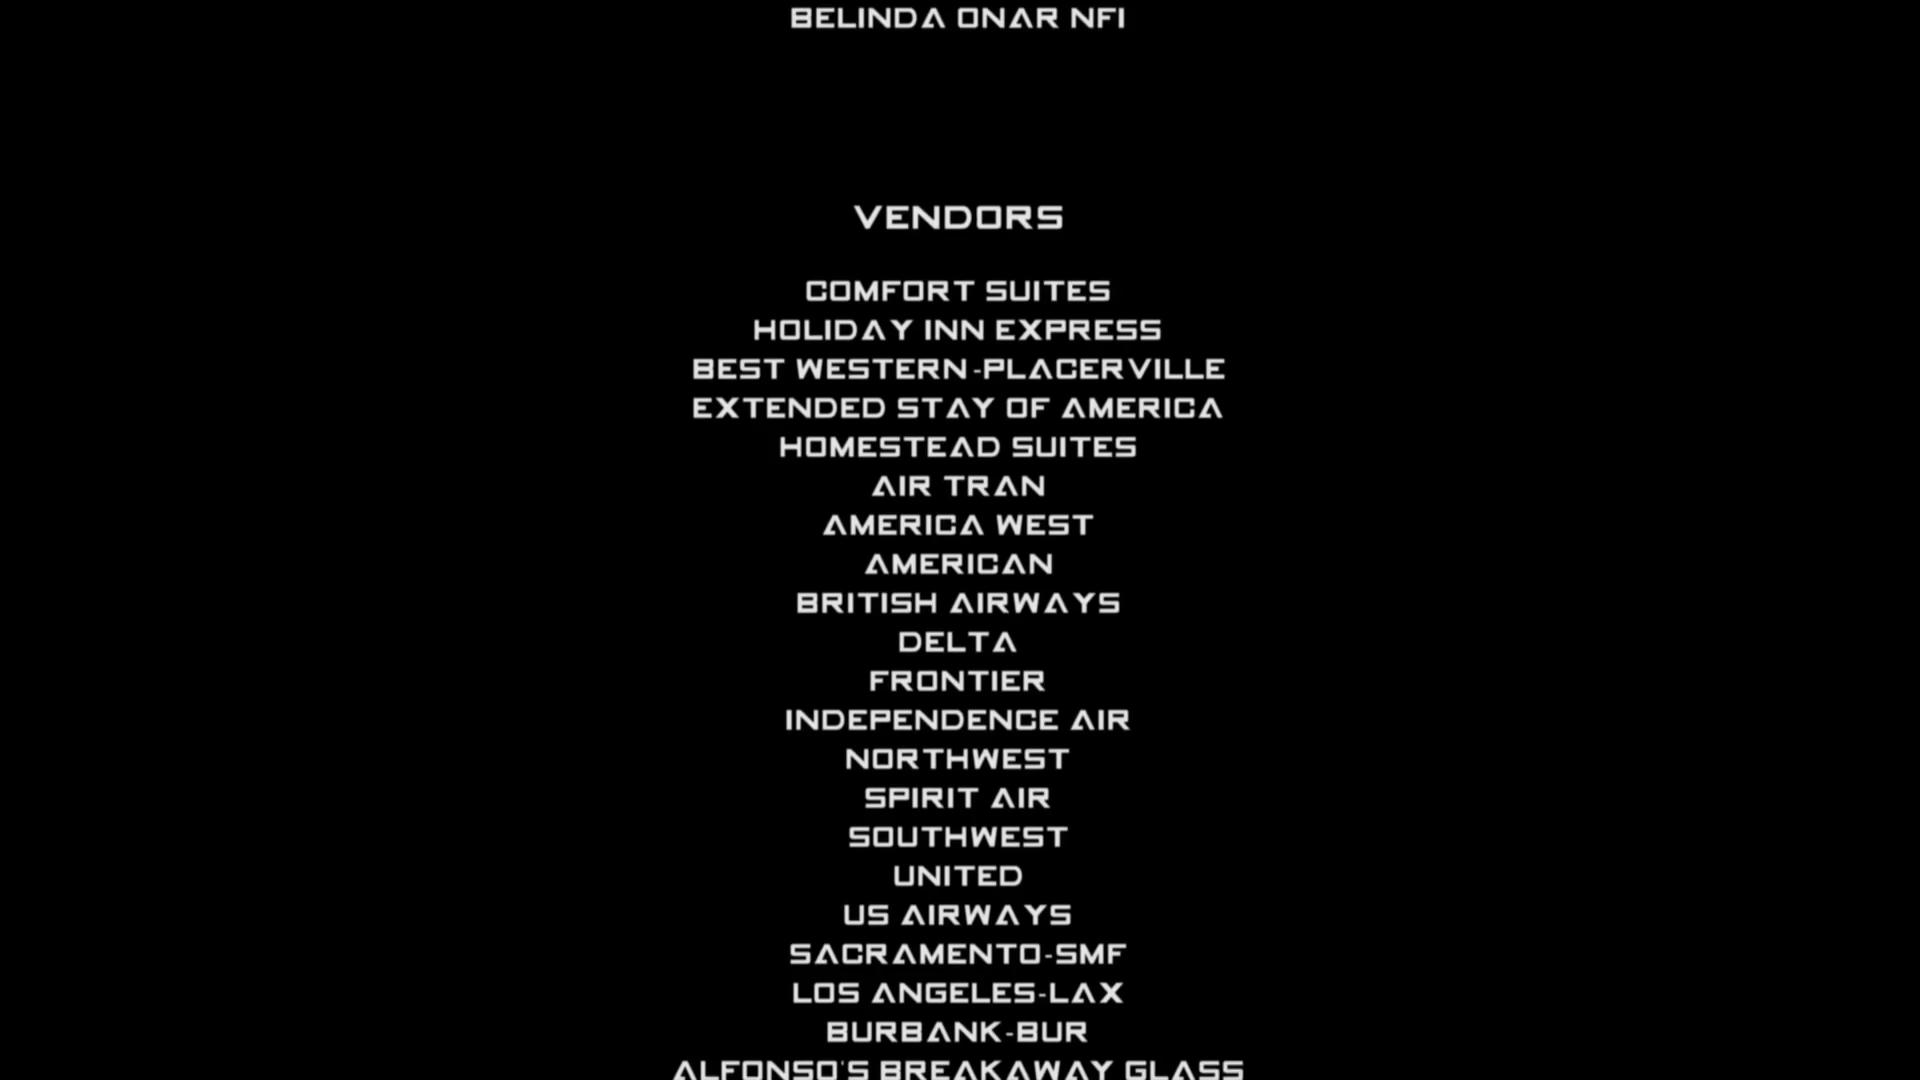 BELINDA ONAR NFI
VENDORS
COMFORT SUITES
HOLIDAY INN EXPRESS
BEST WESTERN-PLACERVILLE
EXTENDED STAY OF AMERICA
HOMESTEAD SUITES
AIR TRAN
AMERICA WEST
AMERICAN
BRITISH AIRWAYS
DELTA
FRONTIER
INDEPENDENCE AIR
NORTHWEST
SPIRIT AIR
SOUTHWEST
UNITED
US AIRWAYS
SACRAMENTO-SMF
LOS ANGELES-LAX
BURBANK-BUR
ALFONSO'S BREAKAWAY GLASS